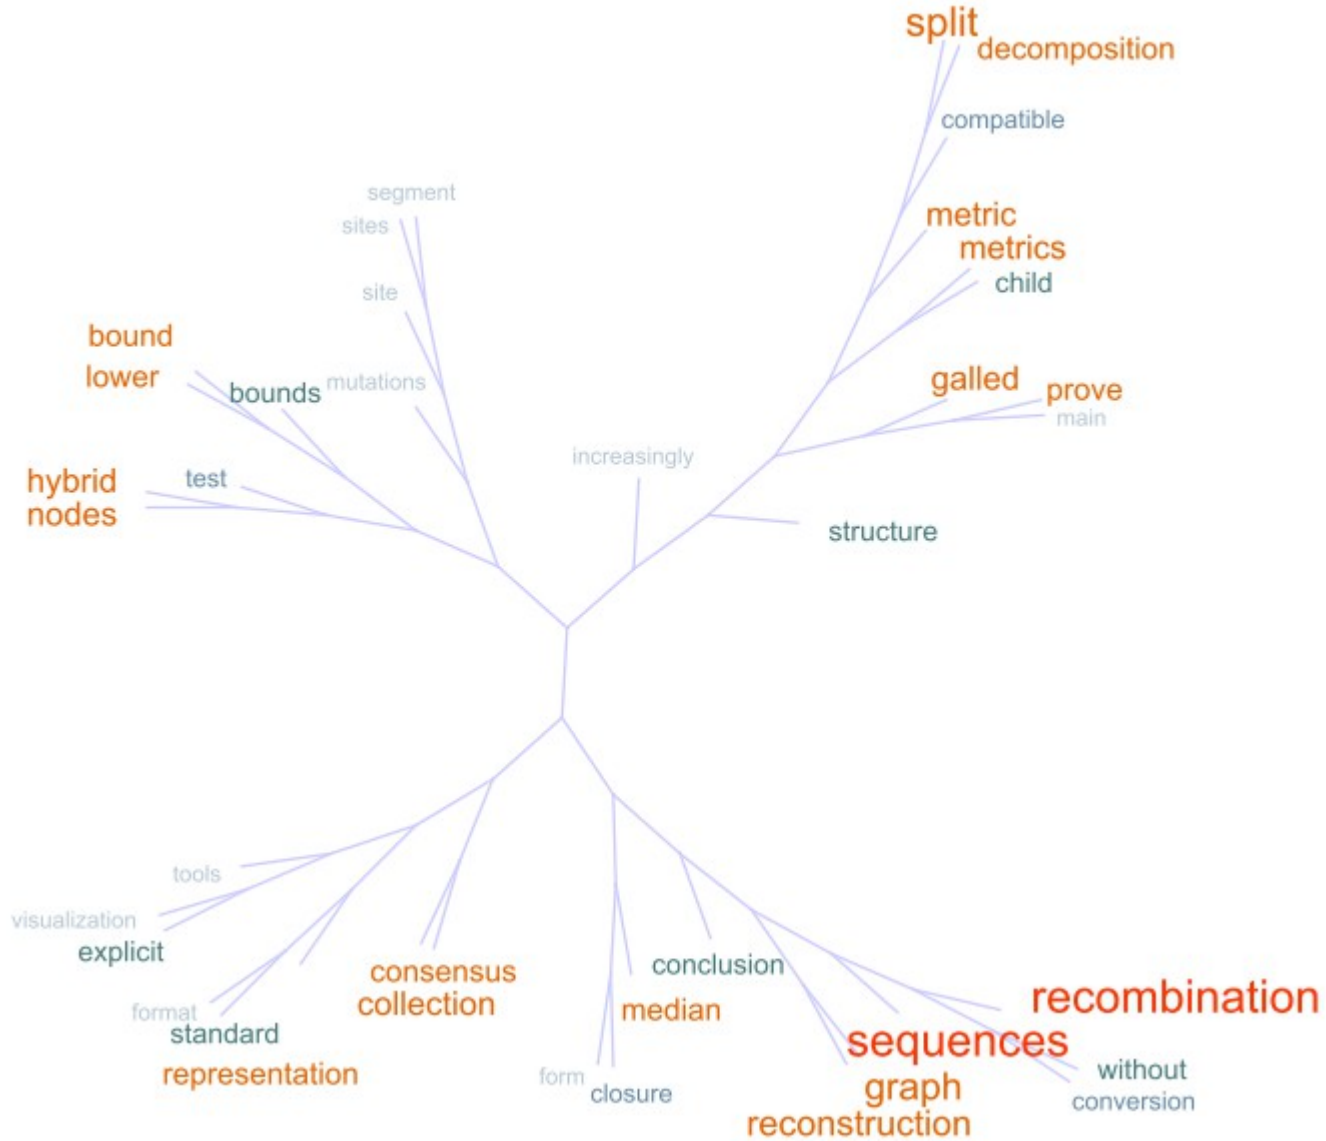 split
decomposition
compatible
segment
sites
metric
metrics
child
site
bound
lower
bounds
mutations
galled
prove
main
increasingly
hybrid
test
nodes
structure
tools
visualization
explicit
conclusion
consensus
collection
recombination
format
median
standard
sequences
representation
form
closure
without
graph
conversion
reconstruction